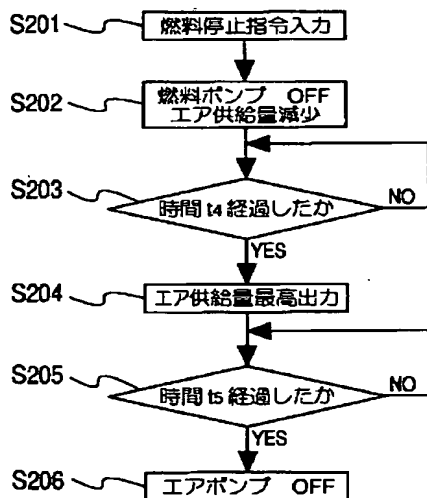 S201
燃料停止指令入力
S202
燃料ポンプ OFF
エア供給量減少
S203
時間 t4 経過したか
NO
YES
S204
エア供給量最高出力
S205
時間 t5 経過したか
NO
YES
S206
エアポンプ OFF